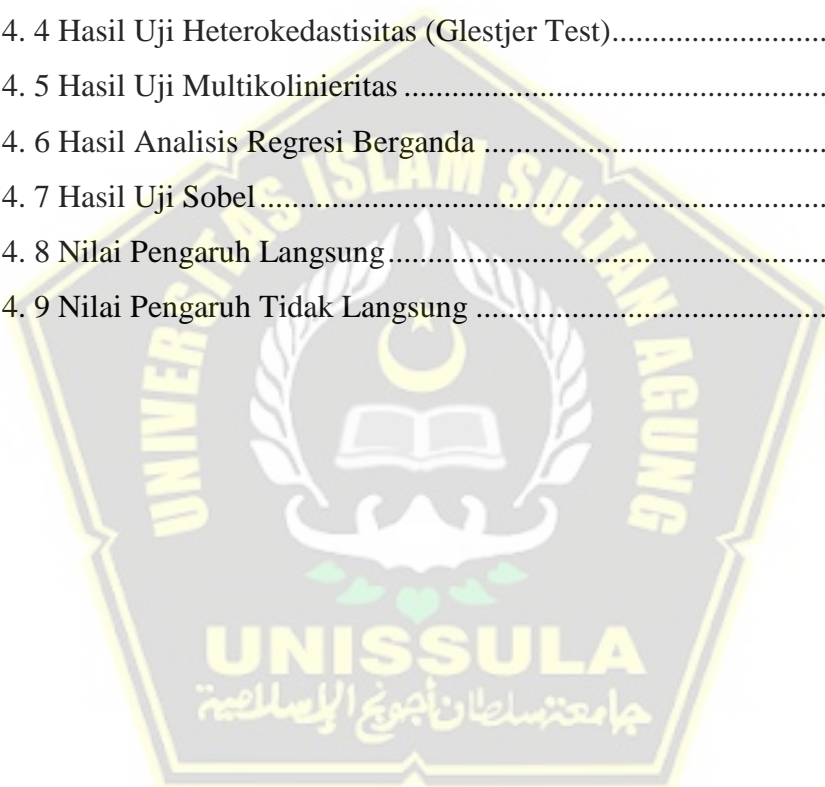 4. 4 Hasil Uji Heterokedastisitas (Glestjer Test)..........................
4. 5 Hasil Uji Multikolinieritas ....................................................
4. 6 Hasil Analisis Regresi Berganda ..........................................
4. 7 Hasil Uji Sobel......................................................................
4. 8 Nilai Pengaruh Langsung......................................................
4. 9 Nilai Pengaruh Tidak Langsung ...........................................
UNIVERSITAS ISLAM SULTAN AGUNG
UNISSULA
جامعة سلطان أجونج الإسلامية